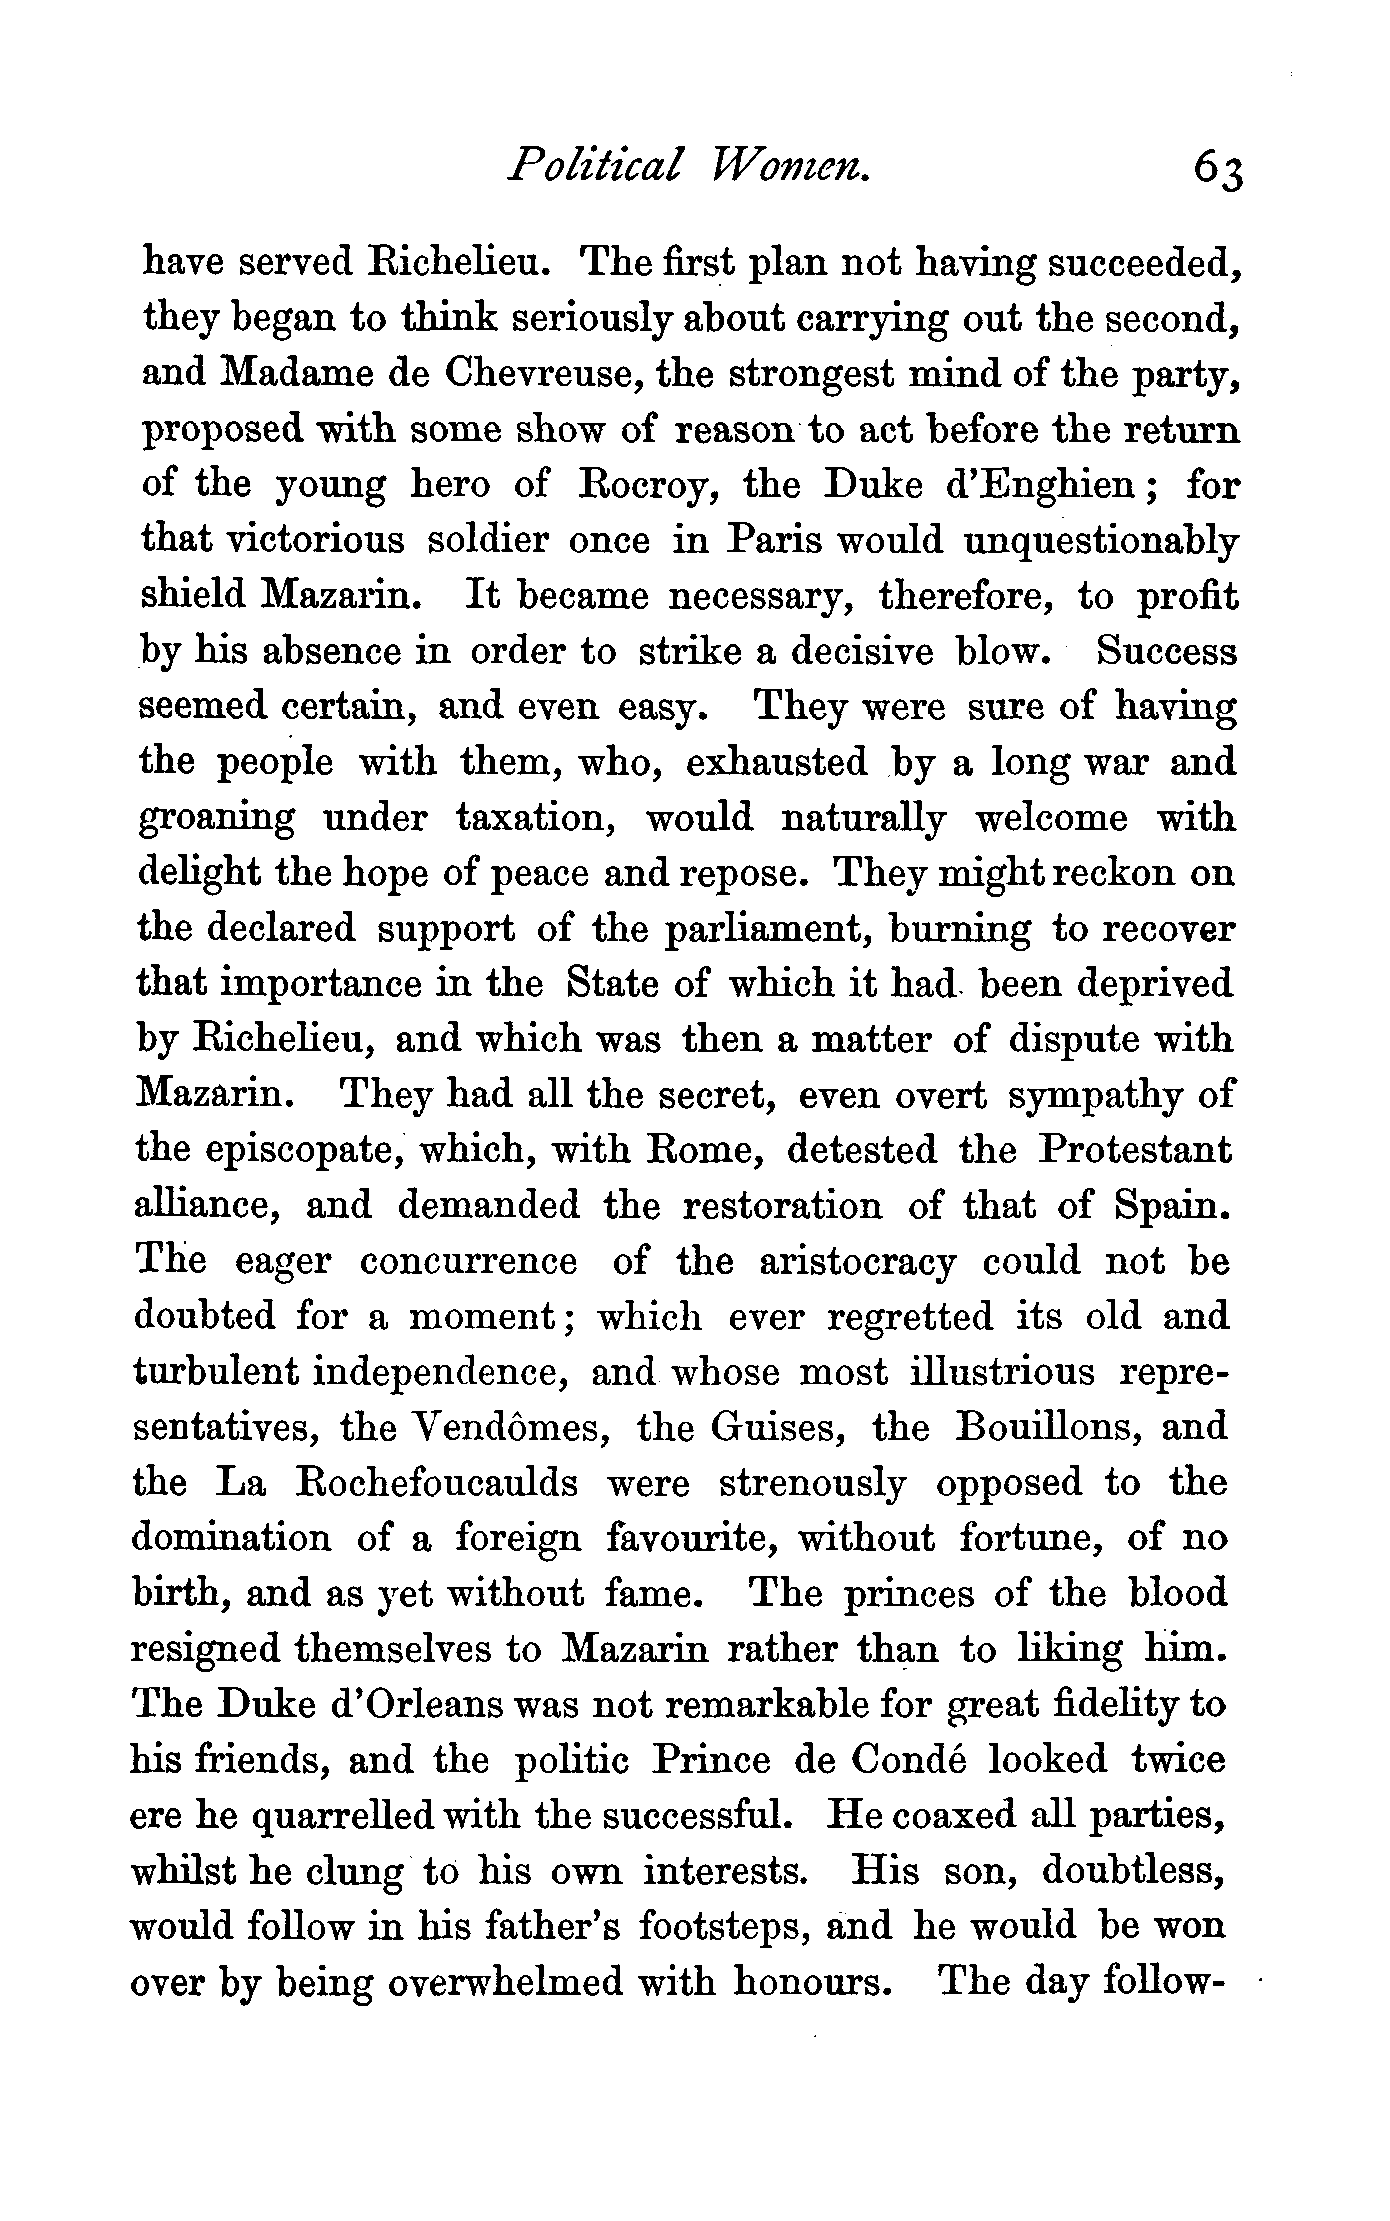 Political Women. 63
have served Richelieu. The first plan not having succeeded,
they began to think seriously about carrying out the second,
and Madame de Chevreuse, the strongest mind of the party,
proposed with some show of reason to act before the return
of the young hero of Rocroy, the Duke d'Enghien; for
that victorious soldier once in Paris would unquestionably
shield Mazarin. It became necessary, therefore, to profit
by his absence in order to strike a decisive blow. Success
seemed certain, and even easy. They were sure of having
the people with them, who, exhausted by a long war and
groaning under taxation, would naturally welcome with
delight the hope of peace and repose. They might reckon on
the declared support of the parliament, burning to recover
that importance in the State of which it had been deprived
by Richelieu, and which was then a matter of dispute with
Mazarin. They had all the secret, even overt sympathy of
the episcopate, which, with Rome, detested the Protestant
alliance, and demanded the restoration of that of Spain.
The eager concurrence of the aristocracy could not be
doubted for a moment; which ever regretted its old and
turbulent independence, and whose most illustrious repre-
sentatives, the Vendômes, the Guises, the Bouillons, and
the La Rochefoucaulds were strenously opposed to the
domination of a foreign favourite, without fortune, of no
birth, and as yet without fame. The princes of the blood
resigned themselves to Mazarin rather than to liking him.
The Duke d'Orleans was not remarkable for great fidelity to
his friends, and the politic Prince de Condé looked twice
ere he quarrelled with the successful. He coaxed all parties,
whilst he clung to his own interests. His son, doubtless,
would follow in his father's footsteps, and he would be won
over by being overwhelmed with honours. The day follow-